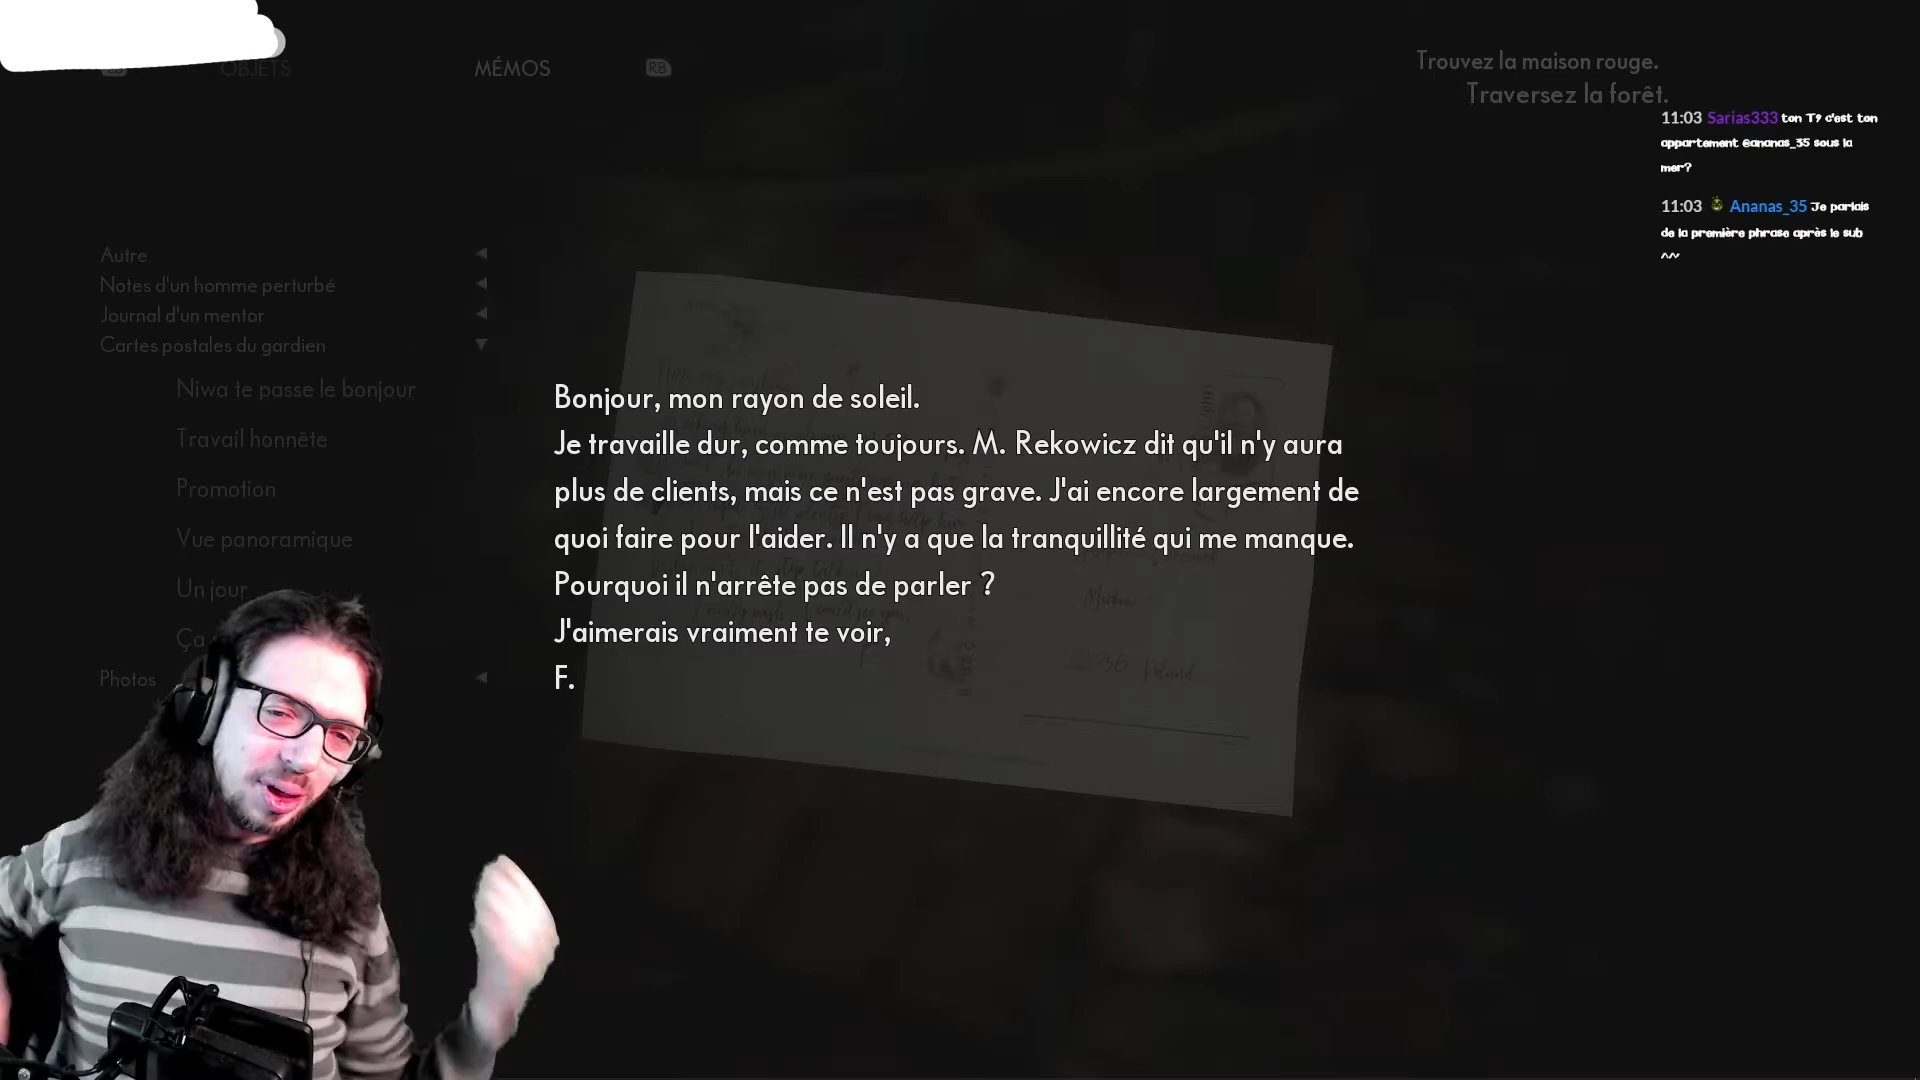 OBJETS
MÉMOS
RB
Trouvez la maison rouge.
Traversez la forêt.
11:03 Sarias333 ton T9 c'est ton
appartement @ananas_35 sous la
mer?
11:03 Ananas_35 Je parlais
de la première phrase après le sub
^^
Autre
Notes d'un homme perturbé
Journal d'un mentor
Cartes postales du gardien
Niwa te passe le bonjour
Travail honnête
Promotion
Vue panoramique
Un jour
Ça
Photos
Bonjour, mon rayon de soleil.
Je travaille dur, comme toujours. M. Rekowicz dit qu'il n'y aura
plus de clients, mais ce n'est pas grave. J'ai encore largement de
quoi faire pour l'aider. Il n'y a que la tranquillité qui me manque.
Pourquoi il n'arrête pas de parler ?
J'aimerais vraiment te voir,
F.
Poland